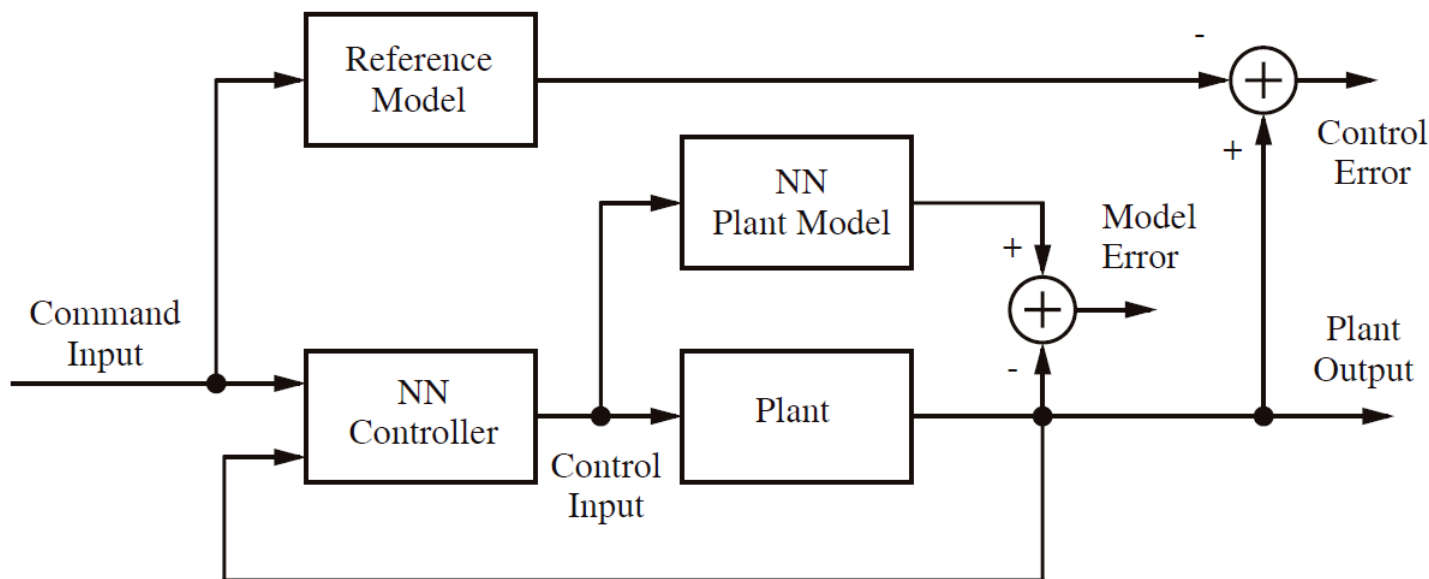 Reference
Model
-
+
Control
Error
NN
Plant Model
+
Model
Error
Command
Input
NN
Controller
-
Plant
Plant
Output
Control
Input